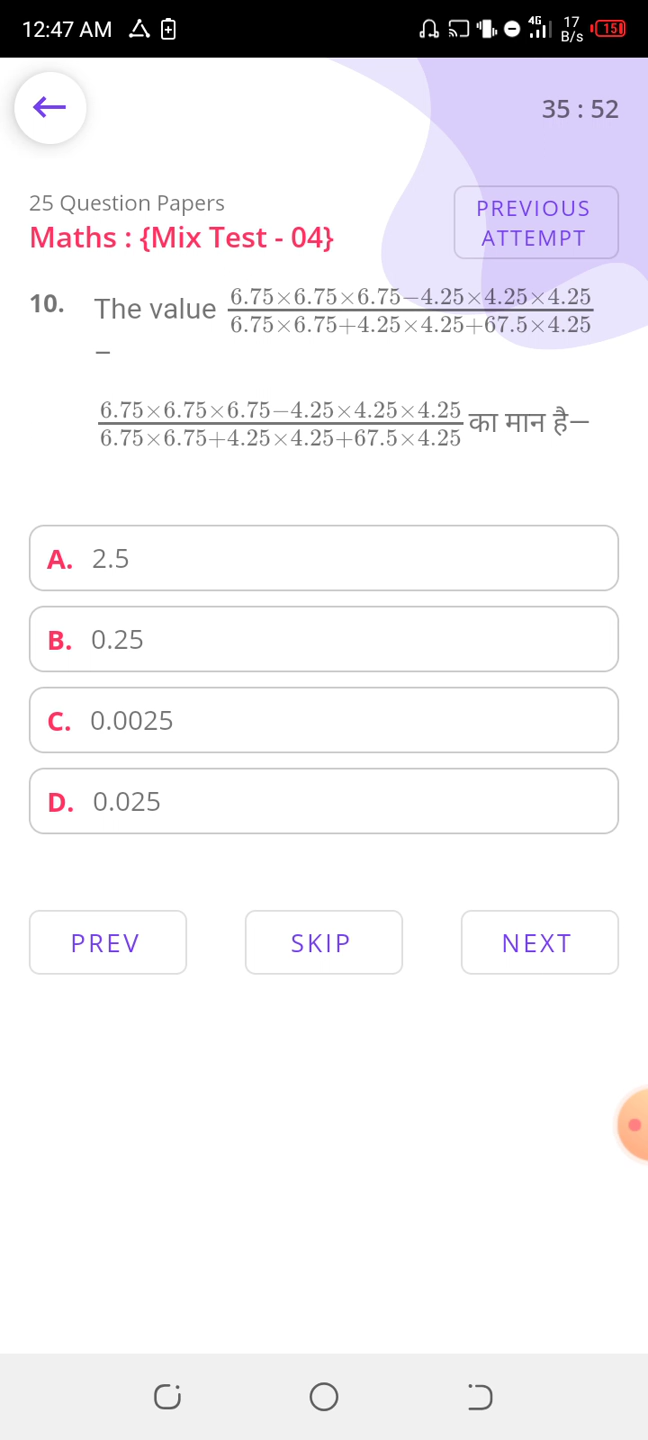 12:47 AM 4G 17 B/s 15
35 : 52
25 Question Papers
Maths : {Mix Test - 04}
PREVIOUS
ATTEMPT
10. The value 6.75×6.75×6.75−4.25×4.25×4.25
6.75×6.75+4.25×4.25+67.5×4.25
–
6.75×6.75×6.75−4.25×4.25×4.25
6.75×6.75+4.25×4.25+67.5×4.25 का मान है–
A. 2.5
B. 0.25
C. 0.0025
D. 0.025
PREV SKIP NEXT